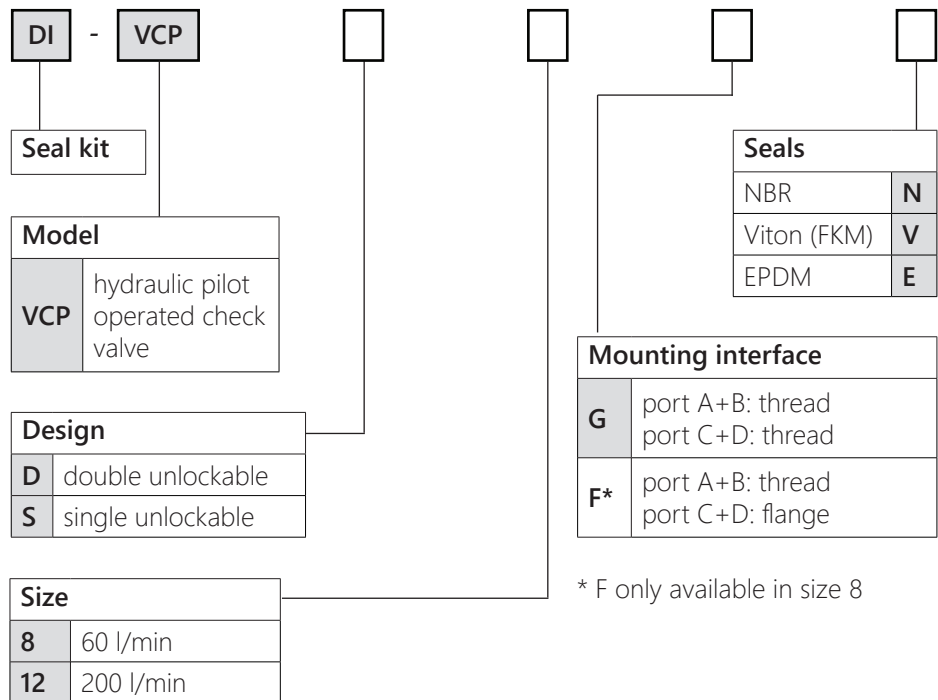 DI - VCP
Seal kit
Seals
NBR N
Viton (FKM) V
EPDM E
Model
VCP hydraulic pilot
operated check
valve
Mounting interface
G port A+B: thread
port C+D: thread
F* port A+B: thread
port C+D: flange
* F only available in size 8
Design
D double unlockable
S single unlockable
Size
8 60 l/min
12 200 l/min